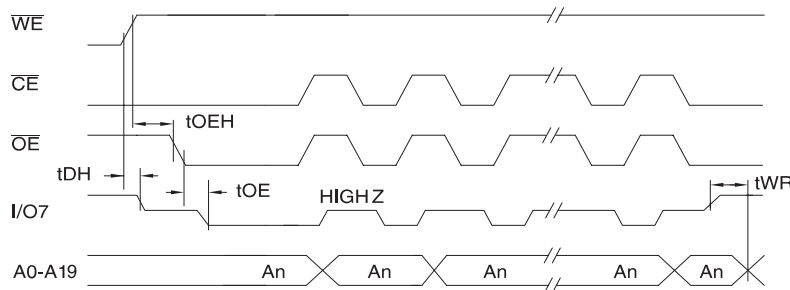 WE
CE
tOEH
OE
tDH
tOE
tWR
HIGH Z
I/O7
A0-A19
An An An An An